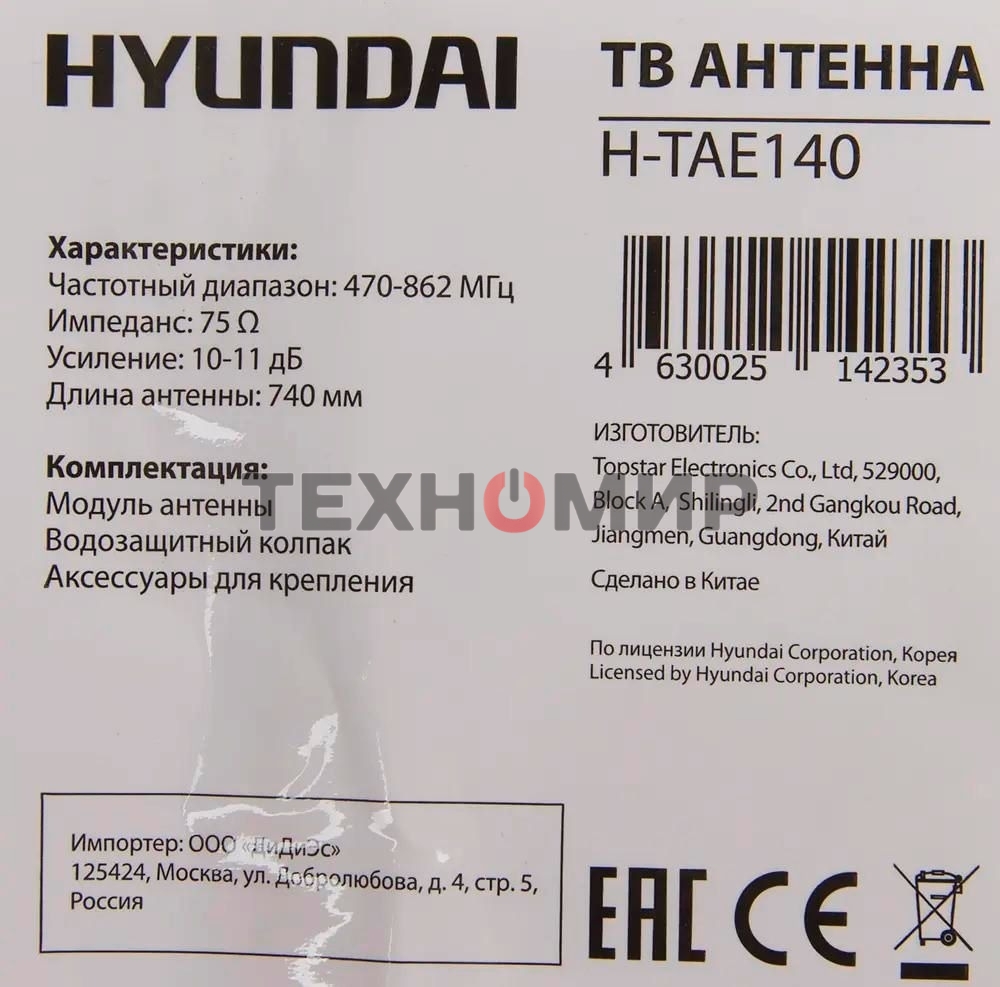 HYUNDAI
ТВ АНТЕННА
H-TAE140
Характеристики:
Частотный диапазон: 470-862 МГц
Импеданс: 75 Ω
Усиление: 10-11 дБ
Длина антенны: 740 мм
4 630025 142353
Комплектация:
Модуль антенны
Водозащитный колпак
Аксессуары для крепления
ИЗГОТОВИТЕЛЬ:
Topstar Electronics Co., Ltd, 529000,
Block A, Shilingli, 2nd Gangkou Road,
Jiangmen, Guangdong, Китай
Сделано в Китае
ТЕХНОМИР
По лицензии Hyundai Corporation, Корея
Licensed by Hyundai Corporation, Korea
Импортер: ООО «ДиДиЭс»
125424, Москва, ул. Добролюбова, д. 4, стр. 5,
Россия
EAC CE